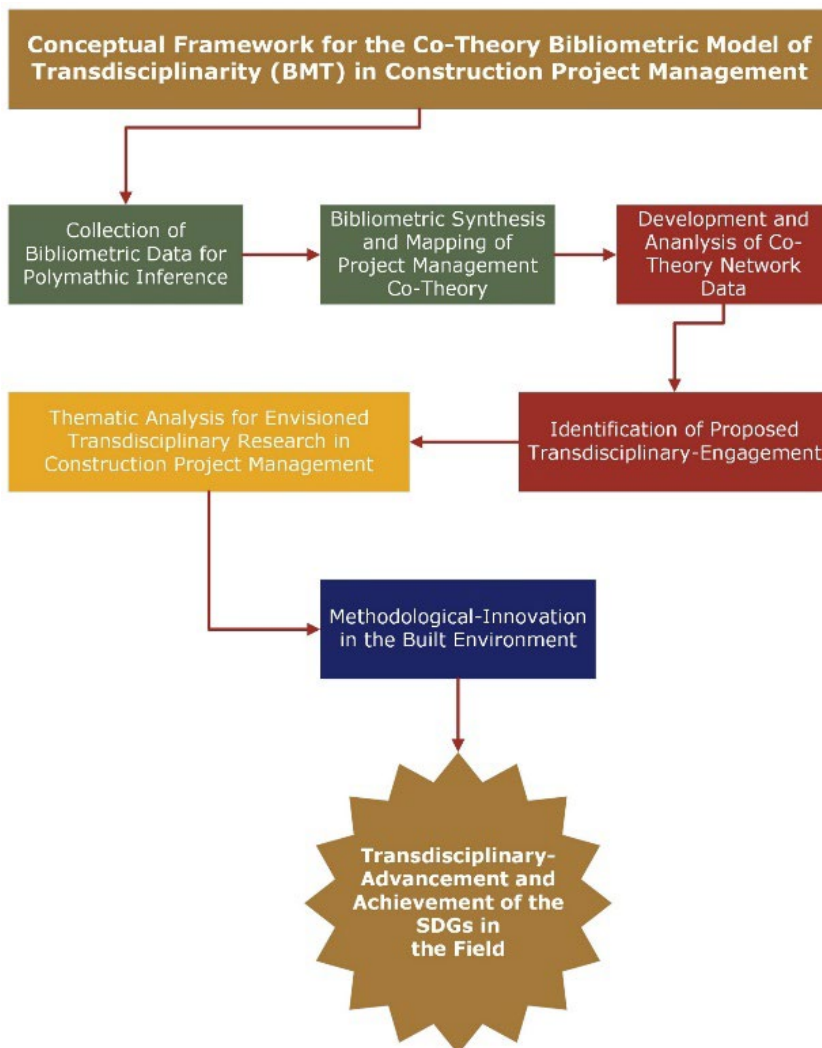 Conceptual Framework for the Co-Theory Bibliometric Model of
Transdisciplinarity (BMT) in Construction Project Management
Collection of
Bibliometric Data for
Polymathic Inference
Bibliometric Synthesis
and Mapping of
Project Management
Co-Theory
Development and
Ananlysis of Co-
Theory Network
Data
Thematic Analysis for Envisioned
Transdisciplinary Research in
Construction Project Management
Identification of Proposed
Transdisciplinary-Engagement
Methodological-Innovation
in the Built Environment
Transdisciplinary-
Advancement and
Achievement of the
SDGs in
the Field